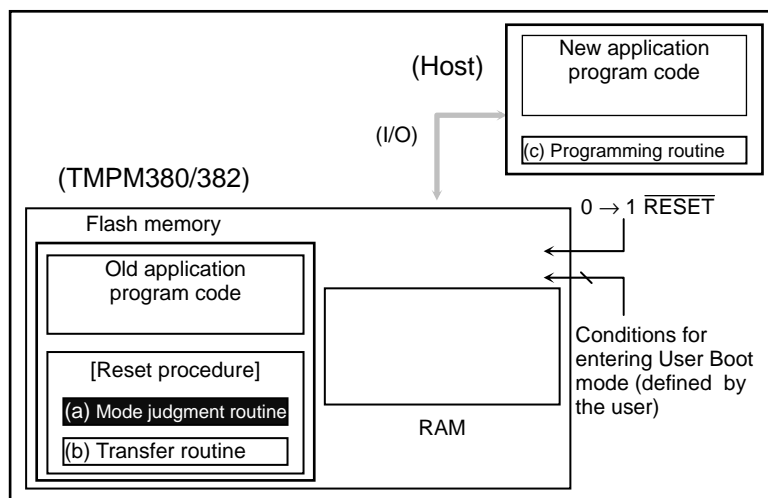 New application
program code
(Host)
(I/O)
(c) Programming routine
(TMPM380/382)
0 → 1 RESET
Flash memory
Old application
program code
Conditions for
entering User Boot
mode (defined by
the user)
[Reset procedure]
(a) Mode judgment routine
RAM
(b) Transfer routine